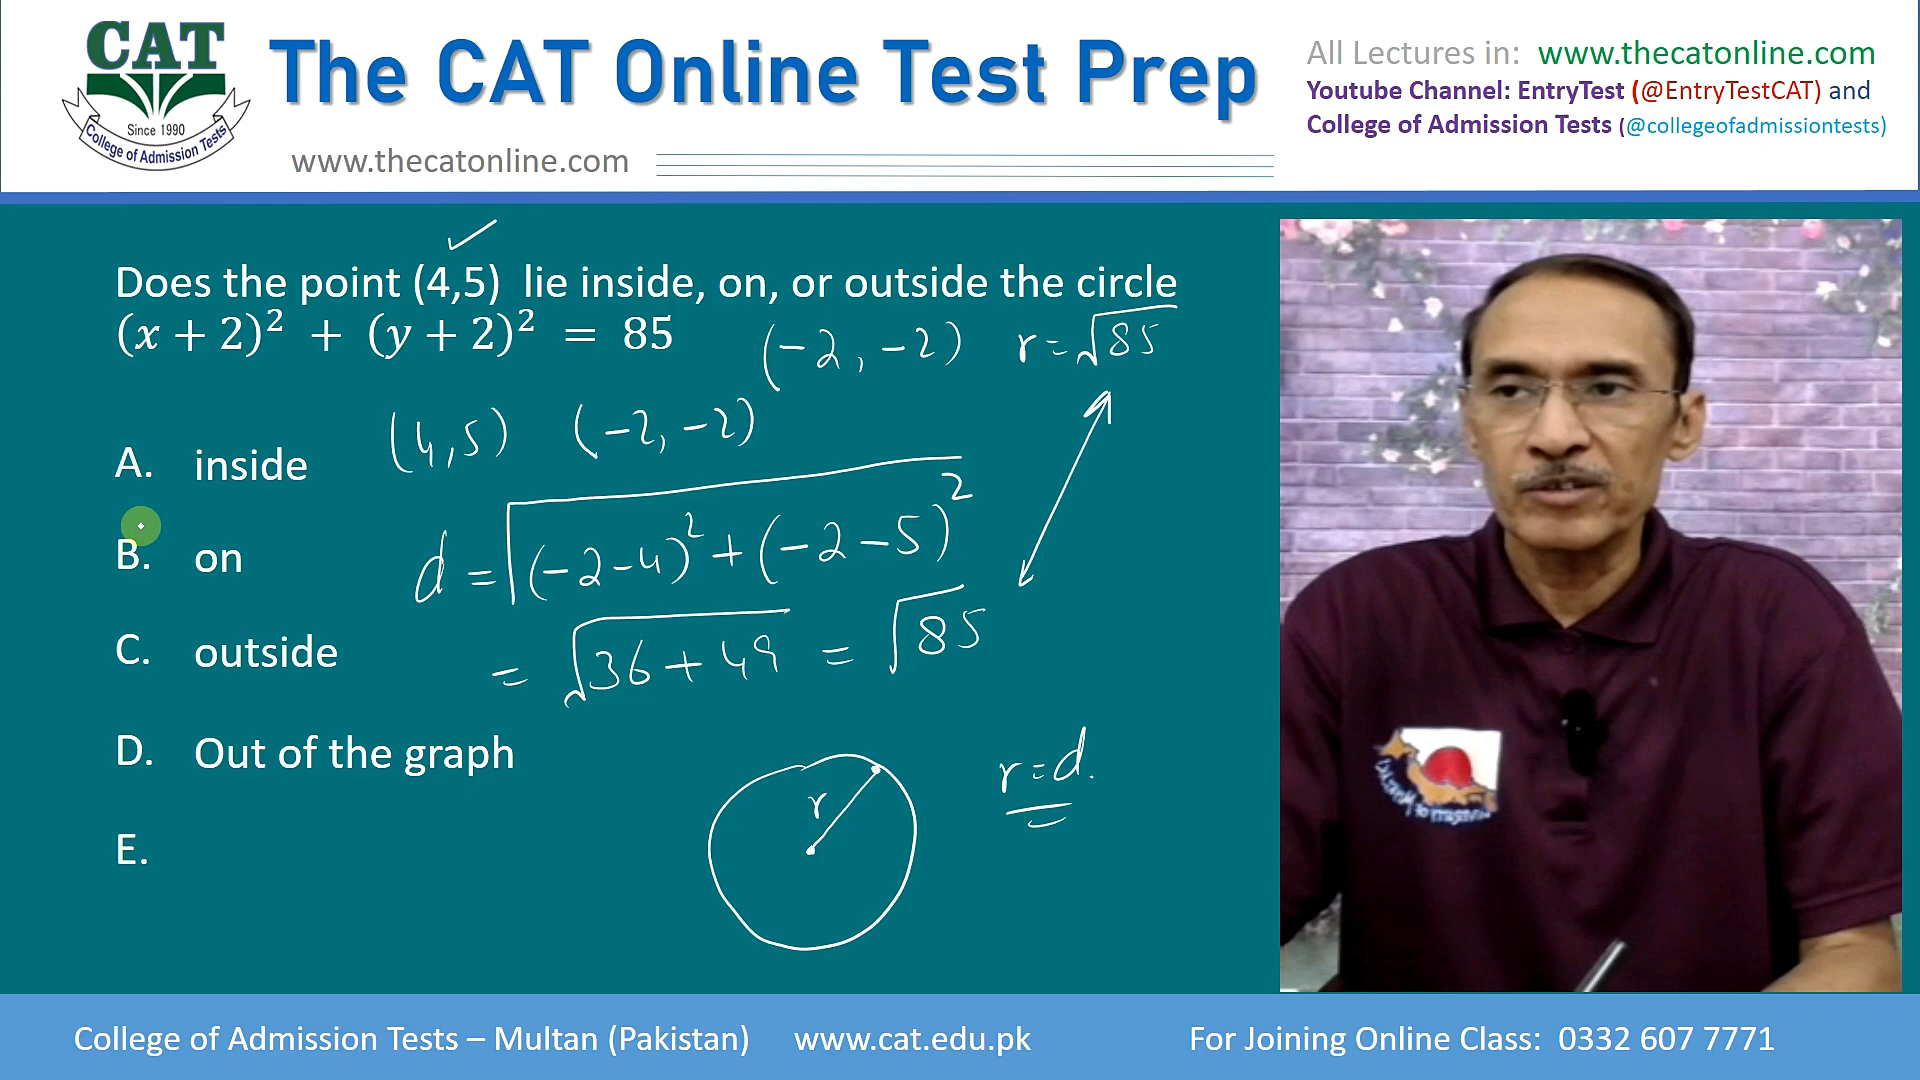 CAT
Since 1990
College of Admission Tests
The CAT Online Test Prep
www.thecatonline.com
All Lectures in: www.thecatonline.com
Youtube Channel: EntryTest (@EntryTestCAT) and
College of Admission Tests (@collegeofadmissiontests)
Does the point (4,5) lie inside, on, or outside the circle
(x + 2)² + (y + 2)² = 85
(-2, -2) r = √85
(4,5) (-2, -2)
A. inside
d = √(-2-4)² + (-2-5)²
B. on
= √36 + 49 = √85
C. outside
D. Out of the graph
r
r = d.
E.
College of Admission Tests – Multan (Pakistan) www.cat.edu.pk For Joining Online Class: 0332 607 7771